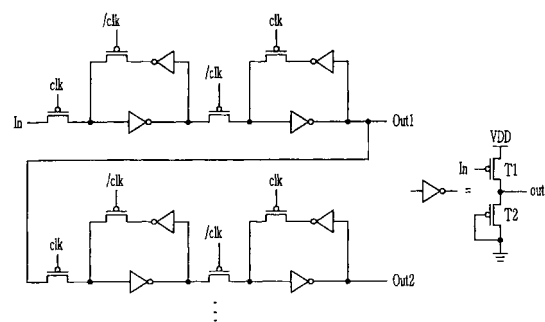 /clk
clk
clk
/clk
In
Out1
VDD
In
T1
=
out
T2
/clk
clk
clk
/clk
Out2